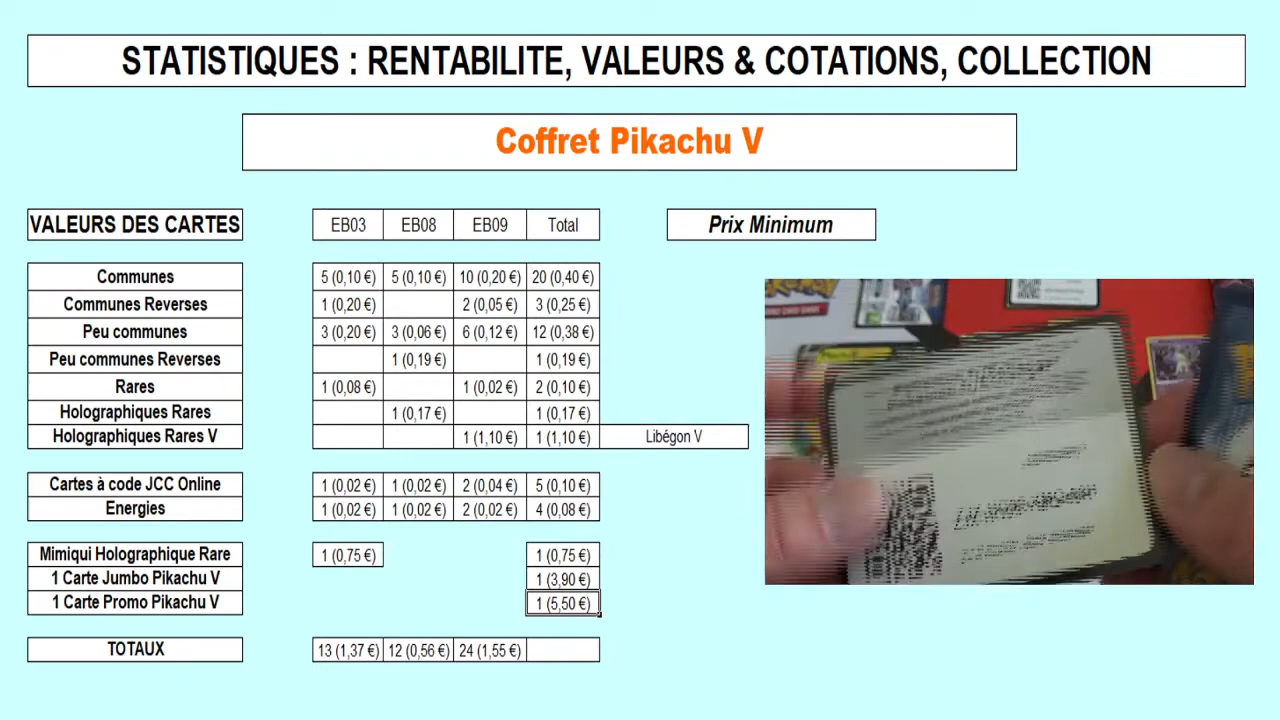 STATISTIQUES : RENTABILITE, VALEURS & COTATIONS, COLLECTION
Coffret Pikachu V
VALEURS DES CARTES EB03 EB08 EB09 Total Prix Minimum
Communes 5 (0,10 €) 5 (0,10 €) 10 (0,20 €) 20 (0,40 €)
Communes Reverses 1 (0,20 €) 2 (0,05 €) 3 (0,25 €)
Peu communes 3 (0,20 €) 3 (0,06 €) 6 (0,12 €) 12 (0,38 €)
Peu communes Reverses 1 (0,19 €) 1 (0,19 €)
Rares 1 (0,08 €) 1 (0,02 €) 2 (0,10 €)
Holographiques Rares 1 (0,17 €) 1 (0,17 €)
Holographiques Rares V 1 (1,10 €) 1 (1,10 €) Libégon V
Cartes à code JCC Online 1 (0,02 €) 1 (0,02 €) 2 (0,04 €) 5 (0,10 €)
Energies 1 (0,02 €) 1 (0,02 €) 2 (0,02 €) 4 (0,08 €)
Mimiqui Holographique Rare 1 (0,75 €) 1 (0,75 €)
1 Carte Jumbo Pikachu V 1 (3,90 €)
1 Carte Promo Pikachu V 1 (5,50 €)
TOTAUX 13 (1,37 €) 12 (0,56 €) 24 (1,55 €)